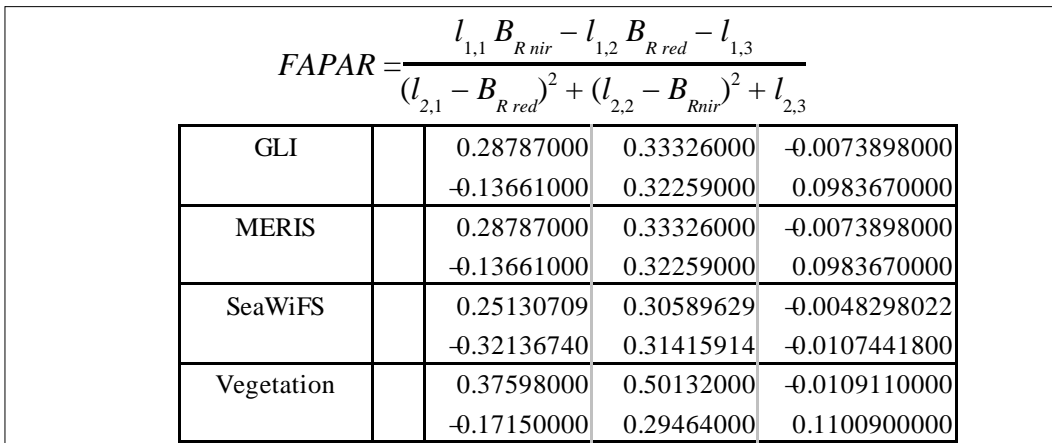 FAPAR = l1,1 BR nir − l1,2 BR red − l1,3
(l2,1 − BR red)2 + (l2,2 − BRnir)2 + l2,3
GLI 0.28787000 0.33326000 -0.0073898000
-0.13661000 0.32259000 0.0983670000
MERIS 0.28787000 0.33326000 -0.0073898000
-0.13661000 0.32259000 0.0983670000
SeaWiFS 0.25130709 0.30589629 -0.0048298022
-0.32136740 0.31415914 -0.0107441800
Vegetation 0.37598000 0.50132000 -0.0109110000
-0.17150000 0.29464000 0.1100900000